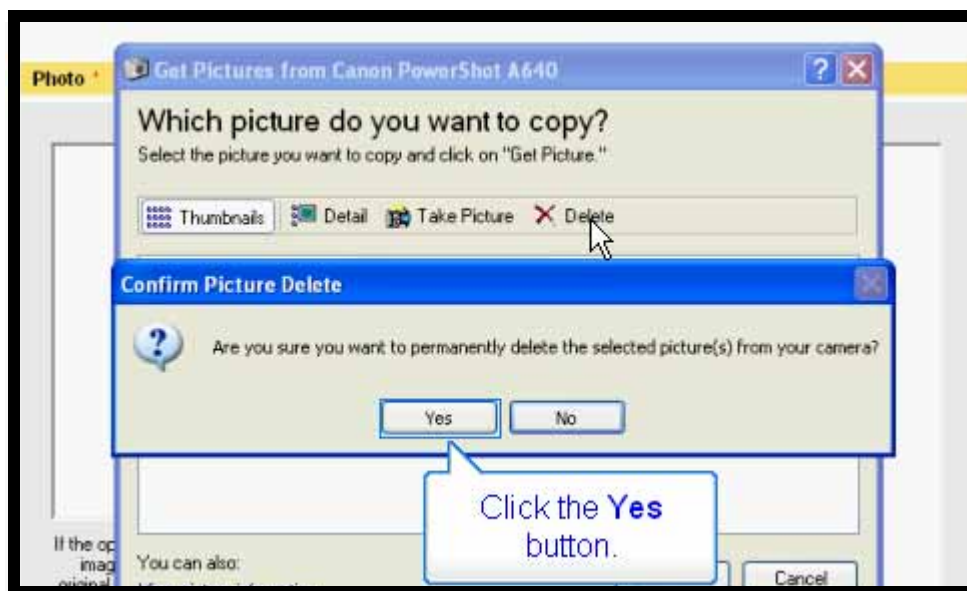 Photo *
Get Pictures from Canon PowerShot A640
Which picture do you want to copy?
Select the picture you want to copy and click on "Get Picture."
Thumbnails Detail Take Picture Delete
Confirm Picture Delete
Are you sure you want to permanently delete the selected picture(s) from your camera?
Yes No
Click the Yes
button.
If the op
imag
original
You can also:
Cancel